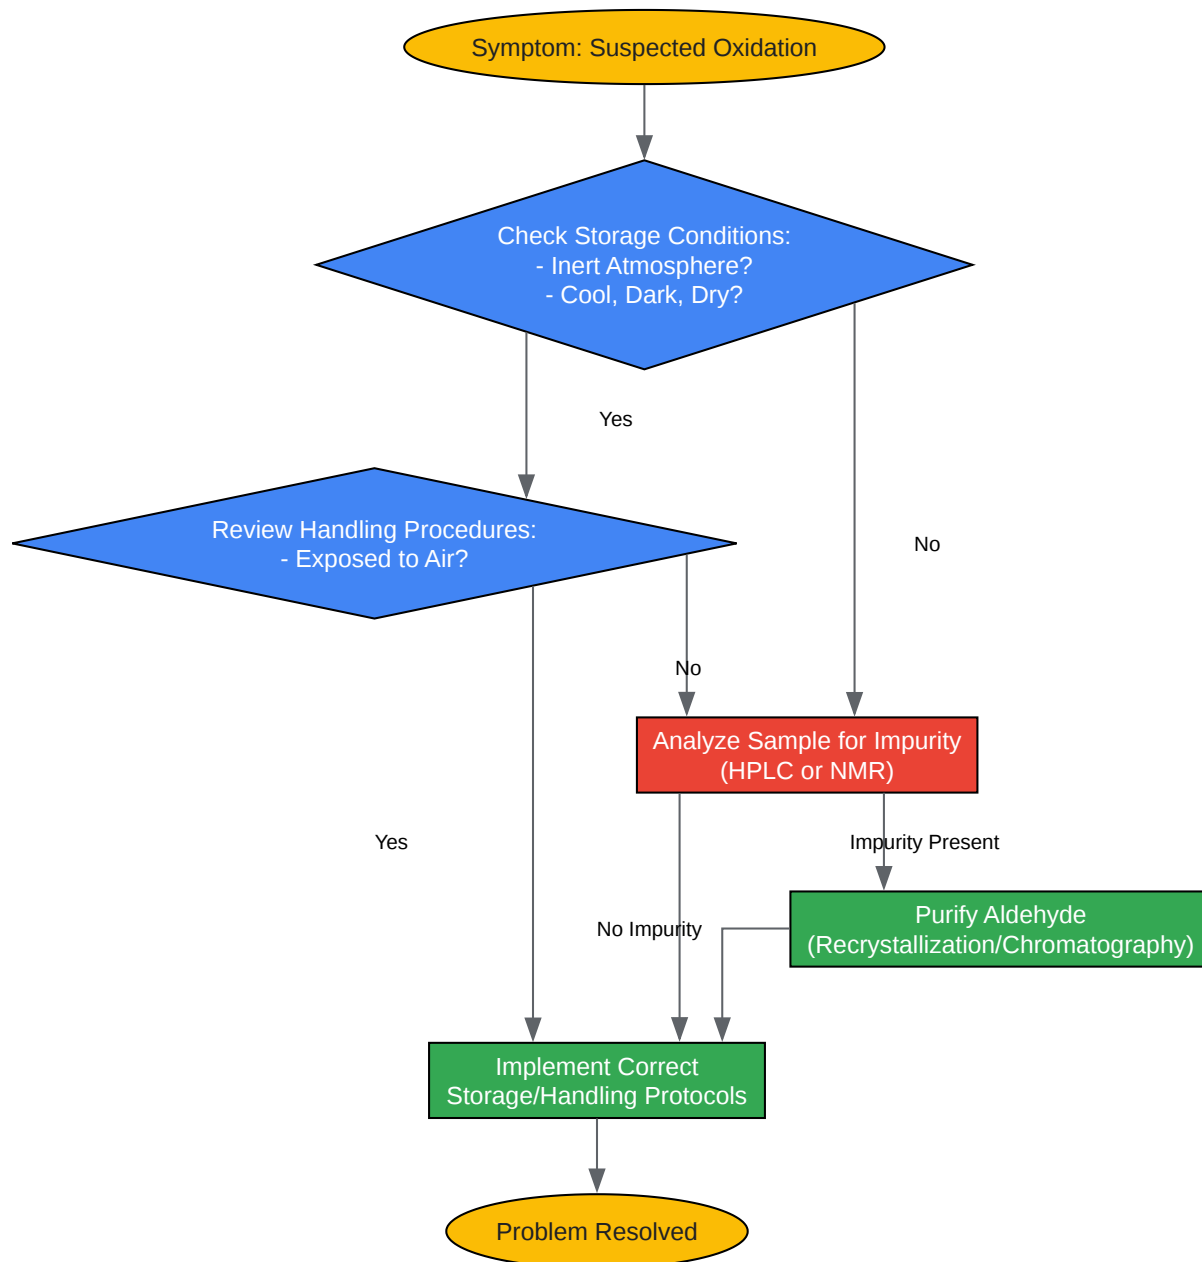 Symptom: Suspected Oxidation
Check Storage Conditions:
- Inert Atmosphere?
- Cool, Dark, Dry?
Yes
Review Handling Procedures:
- Exposed to Air?
No
No
Analyze Sample for Impurity
(HPLC or NMR)
Yes
Impurity Present
Purify Aldehyde
(Recrystallization/Chromatography)
No Impurity
Implement Correct
Storage/Handling Protocols
Problem Resolved